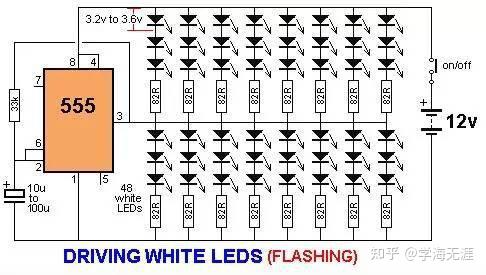 3.2v to 3.6v
8
4
7
555
33k
3
6
2
1
5
10u
to
100u
48
white
LEDs
82R 82R 82R 82R 82R 82R 82R 82R
82R 82R 82R 82R 82R 82R 82R 82R
on/off
+
12v
+
DRIVING WHITE LEDS (FLASHING)
知乎 @学海无涯